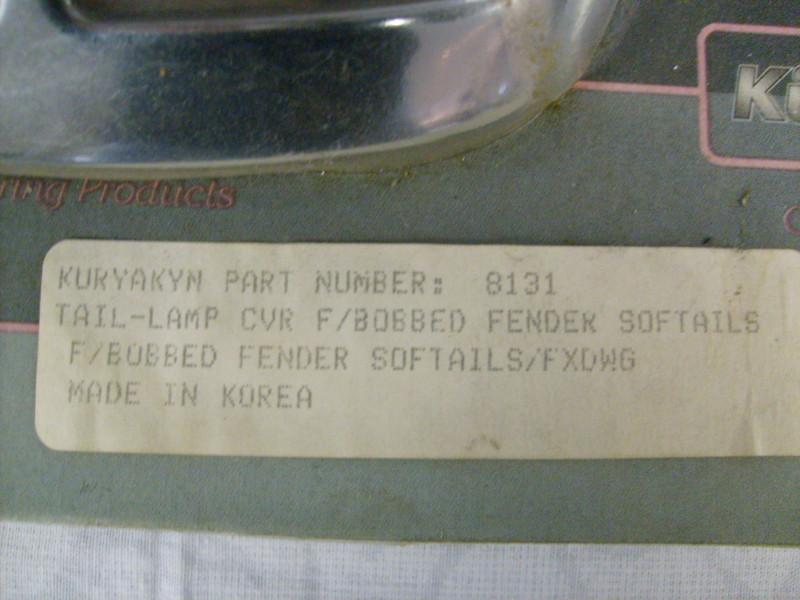 Kü
ring Products
KURYAKYN PART NUMBER: 8131
TAIL-LAMP CVR F/BOBBED FENDER SOFTAILS
F/BOBBED FENDER SOFTAILS/FXDWG
MADE IN KOREA